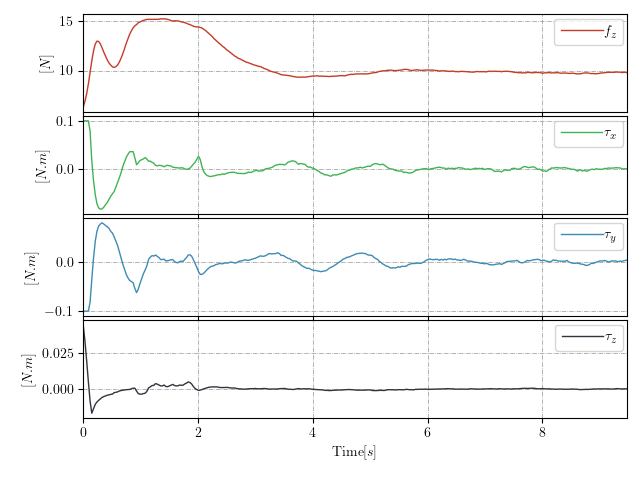 15
10
[N]
f_z
0.1
0.0
[N.m]
τ_x
0.0
−0.1
[N.m]
τ_y
0.025
0.000
[N.m]
τ_z
0 2 4 6 8
Time[s]